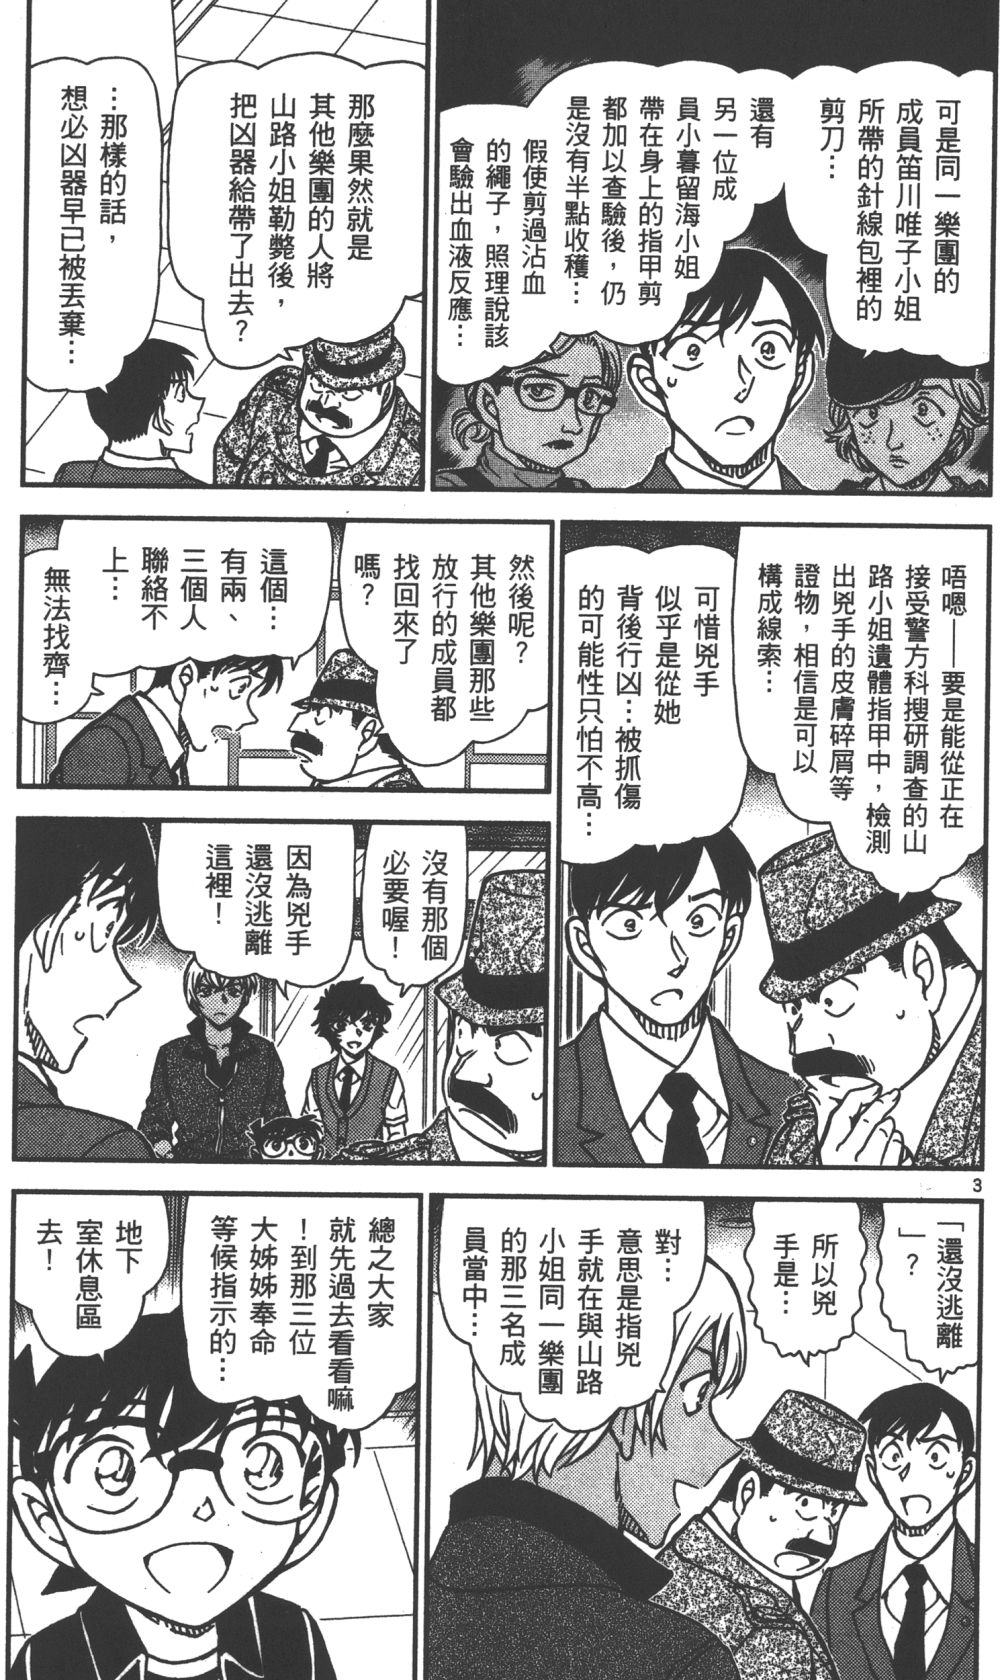 可是同一樂團的
成員笛川唯子小姐
所帶的針線包裡的
剪刀…
還有
另一位成
員小暮留海小姐
帶在身上的指甲剪
都加以查驗後，仍
是沒有半點收穫…
假使剪過沾血
的繩子，照理說該
會驗出血液反應…
那麼果然就是
其他樂團的人將
山路小姐勒斃後，
把凶器給帶了出去？
…那樣的話，
想必凶器早已被丟棄…
唔嗯——要是能從正在
接受警方科搜研調查的山
路小姐遺體指甲中，檢測
出兇手的皮膚碎屑等
證物，相信是可以
構成線索…
可惜兇手
似乎是從她
背後行凶…被抓傷
的可能性只怕不高…
然後呢？
其他樂團那些
放行的成員都
找回來了
嗎？
這個…
有兩、
三個人
聯絡不
上…
無法找齊…
沒有那個
必要喔！
因為兇手
還沒逃離
這裡！
3
「還沒逃離
」？
所以兇
手是…
對…
意思是指兇
手就在與山路
小姐同一樂團
的那三名成
員當中…
總之大家
就先過去看看嘛
！到那三位
大姊姊奉命
等候指示的…
地下
室休息區
去！